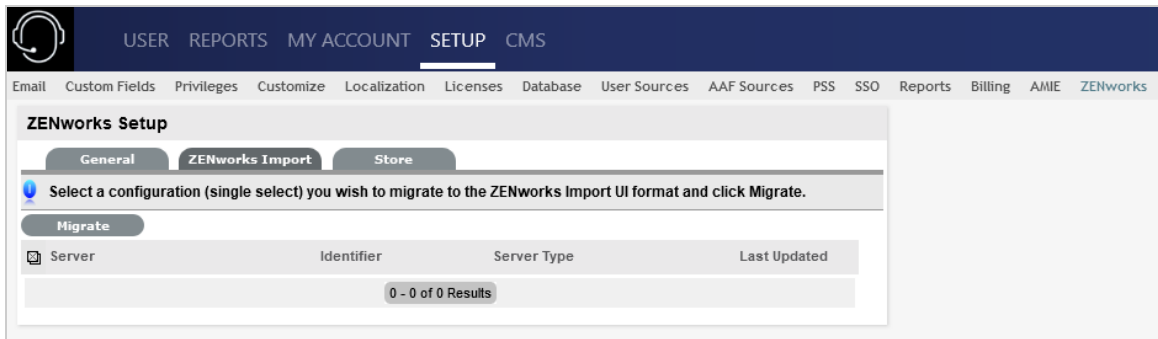 USER REPORTS MY ACCOUNT SETUP CMS
Email Custom Fields Privileges Customize Localization Licenses Database User Sources AAF Sources PSS SSO Reports Billing AMIE ZENworks
ZENworks Setup
General ZENworks Import Store
Select a configuration (single select) you wish to migrate to the ZENworks Import UI format and click Migrate.
Migrate
Server Identifier Server Type Last Updated
0 - 0 of 0 Results